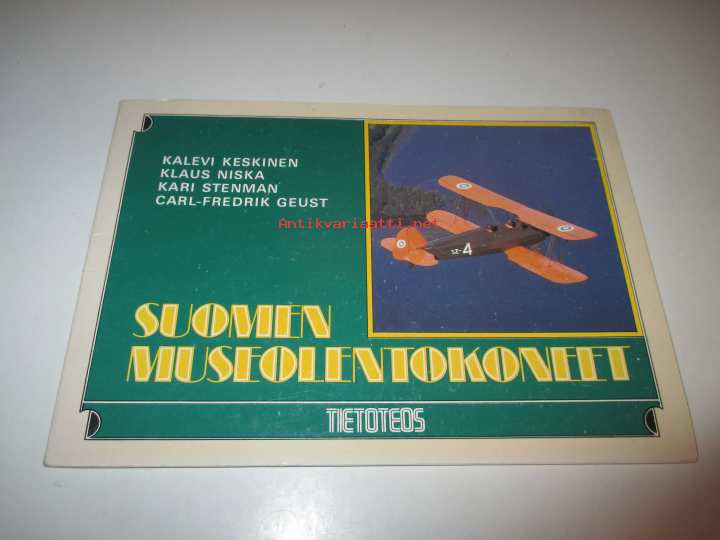 KALEVI KESKINEN
KLAUS NISKA
KARI STENMAN
CARL-FREDRIK GEUST
Antikvariaatti.net
SZ-4
SUOMEN
MUSEOLENTOKONEET
TIETOTEOS